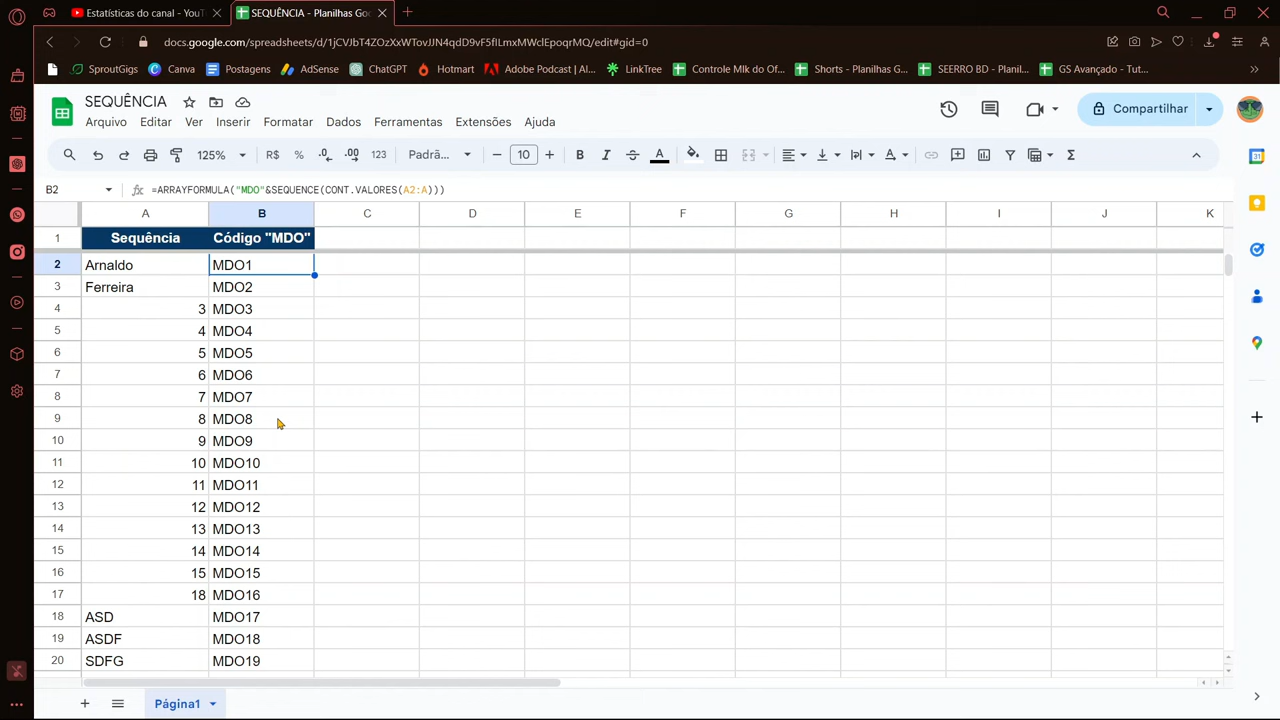 Estatísticas do canal - YouT
SEQUÊNCIA - Planilhas Goo
docs.google.com/spreadsheets/d/1jCVJbT4ZOzXxWTovJJN4qdD9vF5fILmxMWclEpoqrMQ/edit#gid=0
SproutGigs Canva Postagens AdSense ChatGPT Hotmart Adobe Podcast | AI... LinkTree Controle Mlk do Of... Shorts - Planilhas G... SEERRO BD - Planil... GS Avançado - Tut...
SEQUÊNCIA
Compartilhar
Arquivo Editar Ver Inserir Formatar Dados Ferramentas Extensões Ajuda
125% R$ % .0 .00 123 Padrã... 10 B I A
B2 fx =ARRAYFORMULA("MDO"&SEQUENCE(CONT.VALORES(A2:A)))
A B C D E F G H I J K
1 Sequência Código "MDO"
2 Arnaldo MDO1
3 Ferreira MDO2
4 3 MDO3
5 4 MDO4
6 5 MDO5
7 6 MDO6
8 7 MDO7
9 8 MDO8
10 9 MDO9
11 10 MDO10
12 11 MDO11
13 12 MDO12
14 13 MDO13
15 14 MDO14
16 15 MDO15
17 18 MDO16
18 ASD MDO17
19 ASDF MDO18
20 SDFG MDO19
Página1